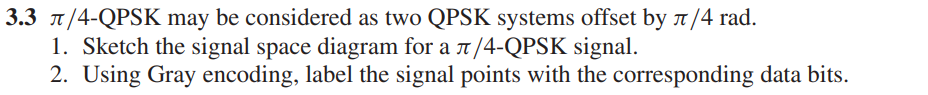 3.3 π/4-QPSK may be considered as two QPSK systems offset by π/4 rad.
1. Sketch the signal space diagram for a π/4-QPSK signal.
2. Using Gray encoding, label the signal points with the corresponding data bits.